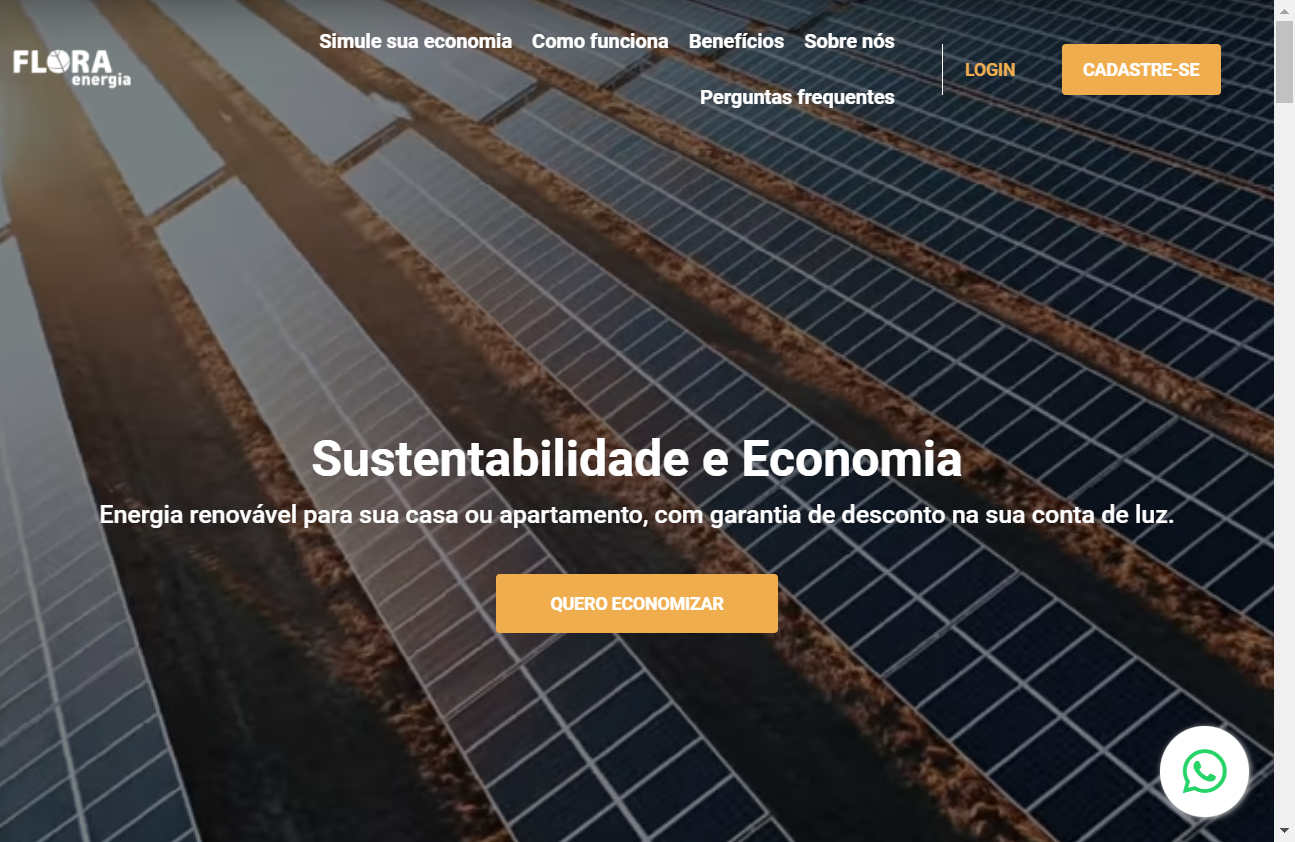 FLORA
energia
Simule sua economia Como funciona Benefícios Sobre nós
Perguntas frequentes
LOGIN
CADASTRE-SE
Sustentabilidade e Economia
Energia renovável para sua casa ou apartamento, com garantia de desconto na sua conta de luz.
QUERO ECONOMIZAR